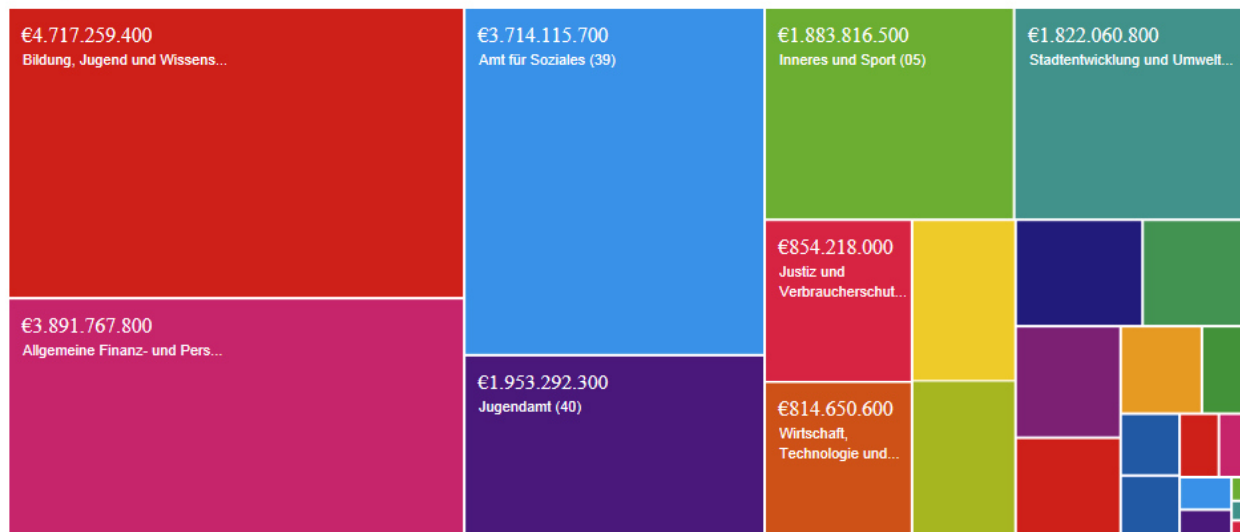 €4.717.259.400
Bildung, Jugend und Wissens...
€3.714.115.700
Amt für Soziales (39)
€1.883.816.500
Inneres und Sport (05)
€1.822.060.800
Stadtentwicklung und Umwelt...
€854.218.000
Justiz und
Verbraucherschut...
€3.891.767.800
Allgemeine Finanz- und Pers...
€1.953.292.300
Jugendamt (40)
€814.650.600
Wirtschaft,
Technologie und...